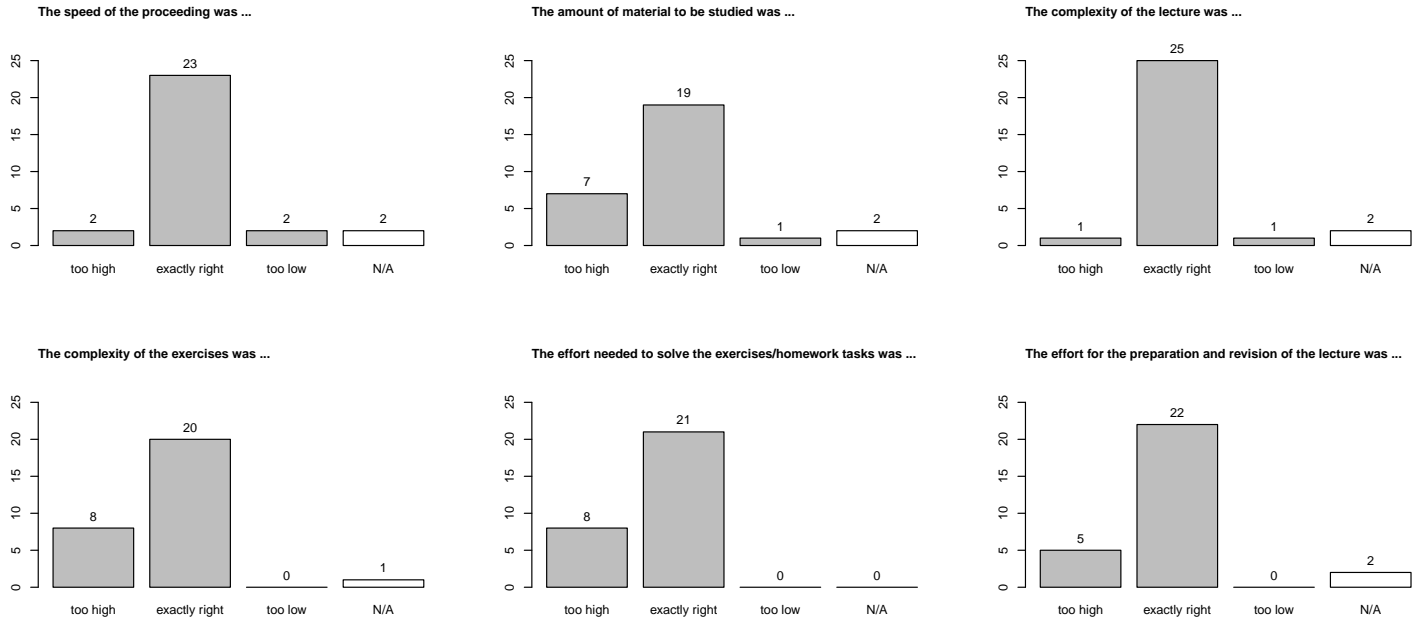 The speed of the proceeding was ...
25
20
15
10
5
0
2
23
2
2
too high
exactly right
too low
N/A
The amount of material to be studied was ...
25
20
15
10
5
0
7
19
1
2
too high
exactly right
too low
N/A
The complexity of the lecture was ...
25
20
15
10
5
0
1
25
1
2
too high
exactly right
too low
N/A
The complexity of the exercises was ...
25
20
15
10
5
0
8
20
0
1
too high
exactly right
too low
N/A
The effort needed to solve the exercises/homework tasks was ...
25
20
15
10
5
0
8
21
0
0
too high
exactly right
too low
N/A
The effort for the preparation and revision of the lecture was ...
25
20
15
10
5
0
5
22
0
2
too high
exactly right
too low
N/A